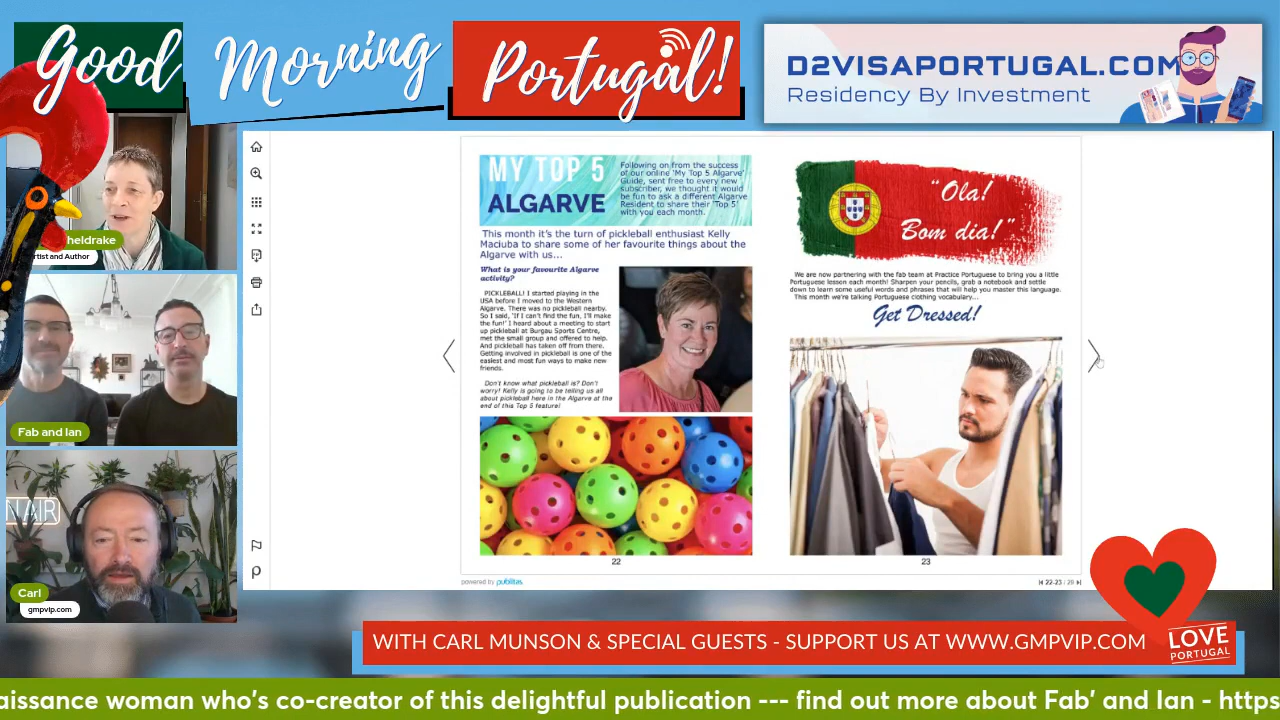 Good Morning Portugal!
D2VISAPORTUGAL.COM
Residency By Investment
heldrake
rtist and Author
Fab and Ian
N AIR
Carl
gmpvip.com
MY TOP 5
ALGARVE
Following on from the success
of our online 'My Top 5 Algarve'
Guide, sent free to every new
subscriber, we thought it would
be fun to ask a different Algarve
Resident to share their 'Top 5'
with you each month.
This month it's the turn of pickleball enthusiast Kelly
Maciuba to share some of her favourite things about the
Algarve with us...
What is your favourite Algarve
activity?
PICKLEBALL! I started playing in the
USA before I moved to the Western
Algarve. There was no pickleball nearby.
So I said, 'If I can't find the fun, I'll make
the fun!' I heard about a meeting to start
up pickleball at Burgau Sports Centre,
met the small group and offered to help.
And pickleball has taken off from there.
Getting involved in pickleball is one of the
easiest and most fun ways to make new
friends.
Don't know what pickleball is? Don't
worry! Kelly is going to be telling us all
about pickleball here in the Algarve at the
end of this Top 5 feature!
22
"Ola!
Bom dia!"
We are now partnering with the fab team at Practice Portuguese to bring you a little
Portuguese lesson each month! Sharpen your pencils, grab a notebook and settle
down to learn some useful words and phrases that will help you master this language.
This month we're talking Portuguese clothing vocabulary...
Get Dressed!
23
powered by publitas
22-23 / 29
WITH CARL MUNSON & SPECIAL GUESTS - SUPPORT US AT WWW.GMPVIP.COM
LOVE
PORTUGAL
aissance woman who's co-creator of this delightful publication --- find out more about Fab' and Ian - https